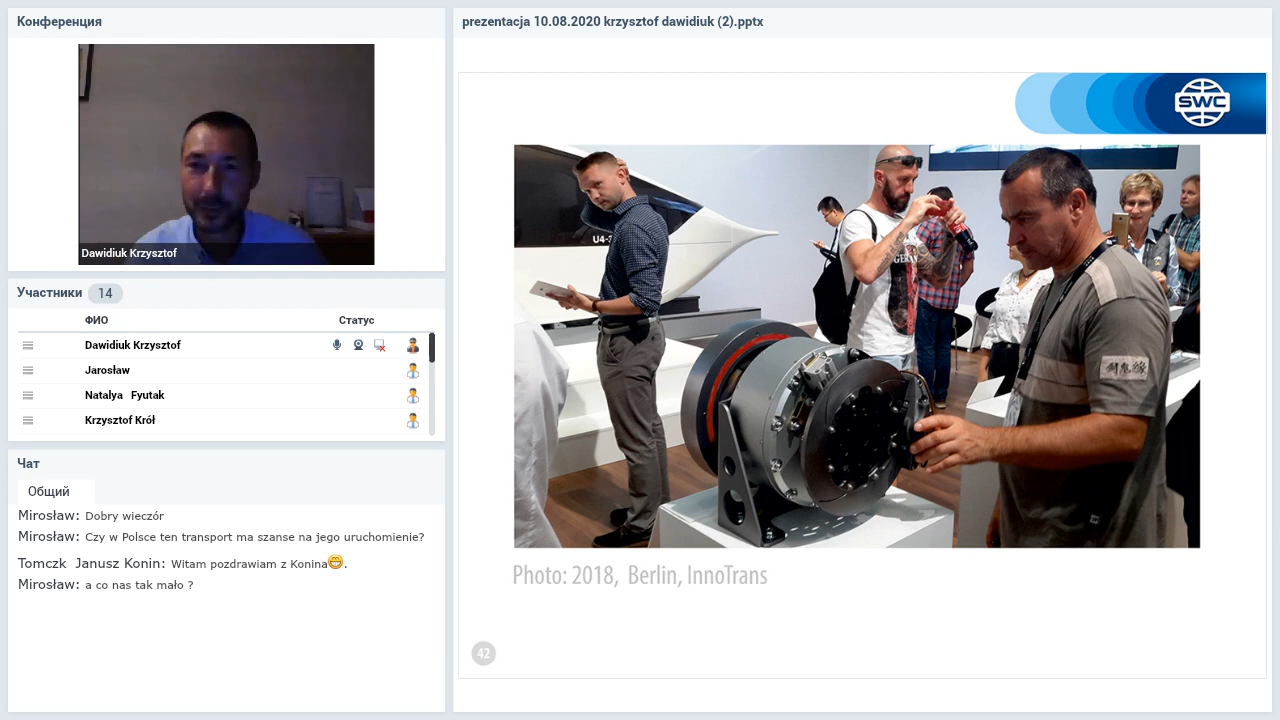 Конференция
Dawidiuk Krzysztof
Участники 14
ФИО Статус
Dawidiuk Krzysztof
Jarosław
Natalya Fyutak
Krzysztof Król
Чат
Общий
Mirosław: Dobry wieczór
Mirosław: Czy w Polsce ten transport ma szanse na jego uruchomienie?
Tomczk Janusz Konin: Witam pozdrawiam z Konina😁.
Mirosław: a co nas tak mało ?
prezentacja 10.08.2020 krzysztof dawidiuk (2).pptx
SWC
Photo: 2018, Berlin, InnoTrans
42